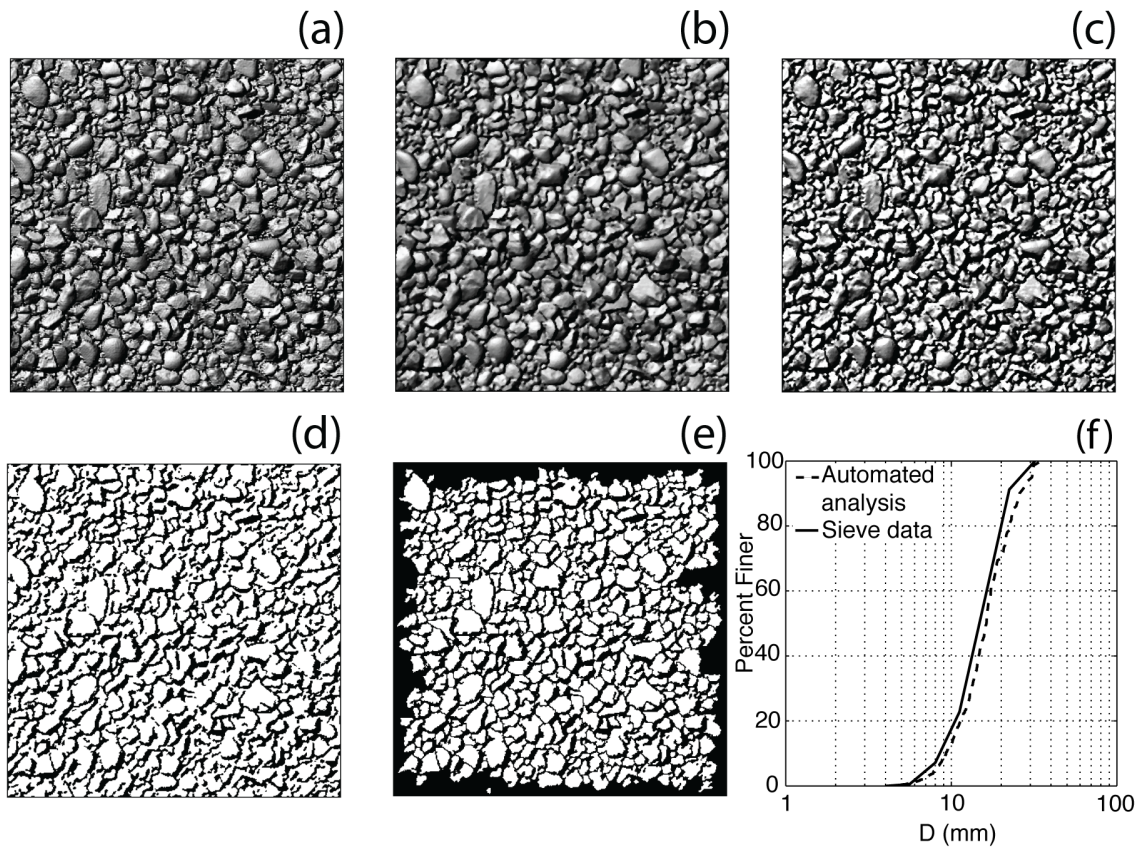 (a)
(b)
(c)
(d)
(e)
(f)
100
Automated
analysis
80
Sieve data
60
40
20
0
Percent Finer
1
10
100
D (mm)